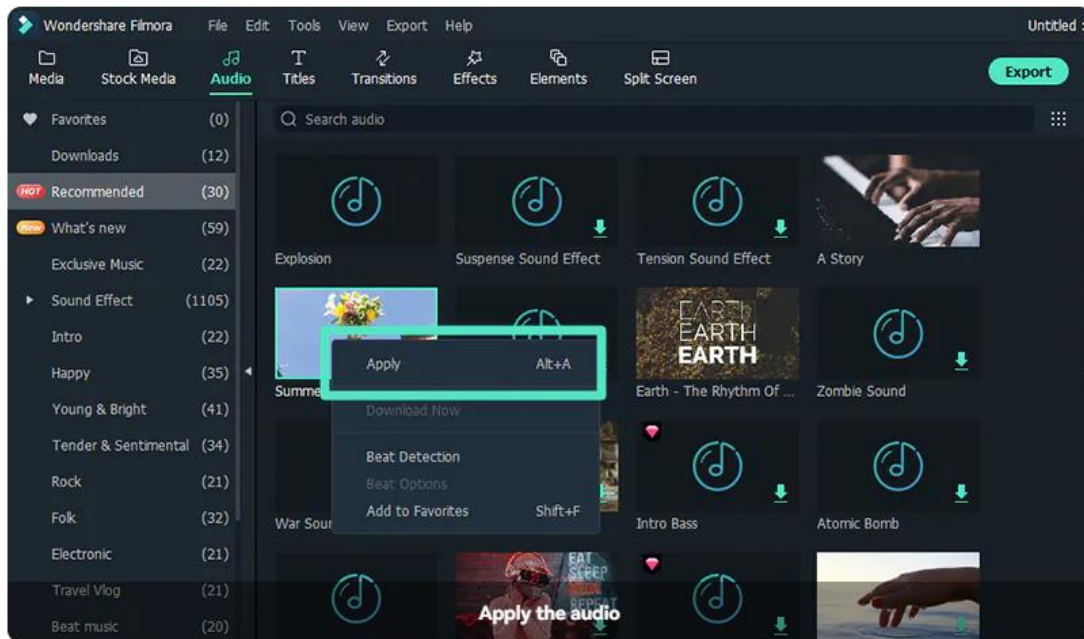 Wondershare Filmora File Edit Tools View Export Help Untitled :
Media Stock Media Audio Titles Transitions Effects Elements Split Screen Export
Favorites (0)
Search audio
Downloads (12)
HOT Recommended (30)
New What's new (59)
Exclusive Music (22)
Explosion Suspense Sound Effect Tension Sound Effect A Story
Sound Effect (1105)
Intro (22)
Happy (35)
Young & Bright (41)
Tender & Sentimental (34)
Rock (21)
Folk (32)
Electronic (21)
Travel Vlog (21)
Beat music (20)
EARTH
EARTH
EARTH
Apply Alt+A
Summe Earth - The Rhythm Of ... Zombie Sound
Download Now
Beat Detection
Beat Options
Add to Favorites Shift+F
War Sour Intro Bass Atomic Bomb
EAT
SLEEP
REPEAT
Apply the audio